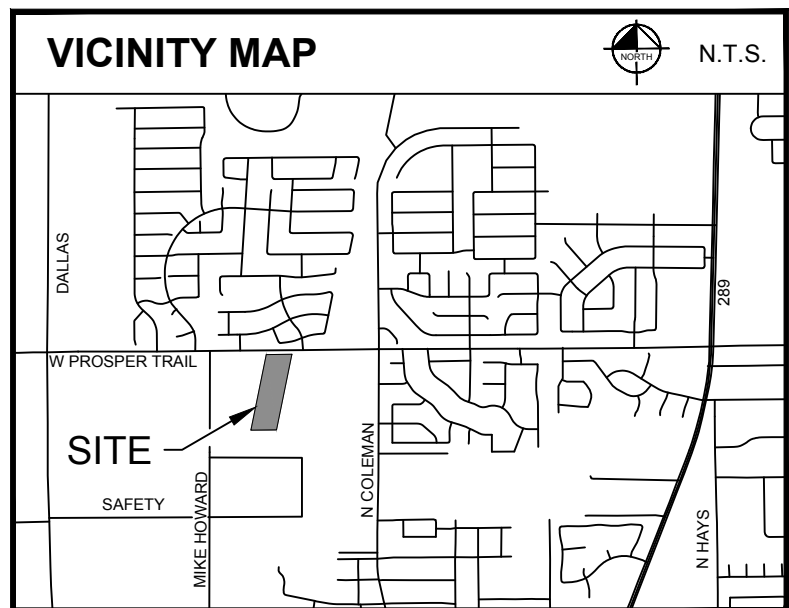 VICINITY MAP
NORTH
N.T.S.
DALLAS
289
W PROSPER TRAIL
SITE
N COLEMAN
SAFETY
MIKE HOWARD
N HAYS